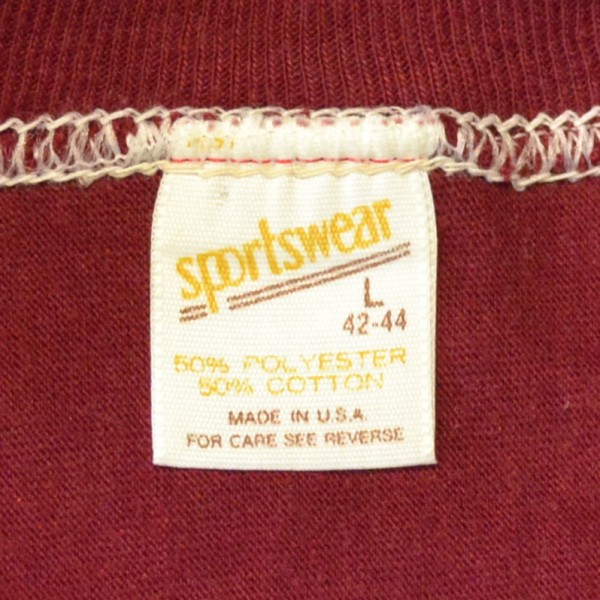 sportswear
L
42-44
50% POLYESTER
50% COTTON
MADE IN U.S.A.
FOR CARE SEE REVERSE